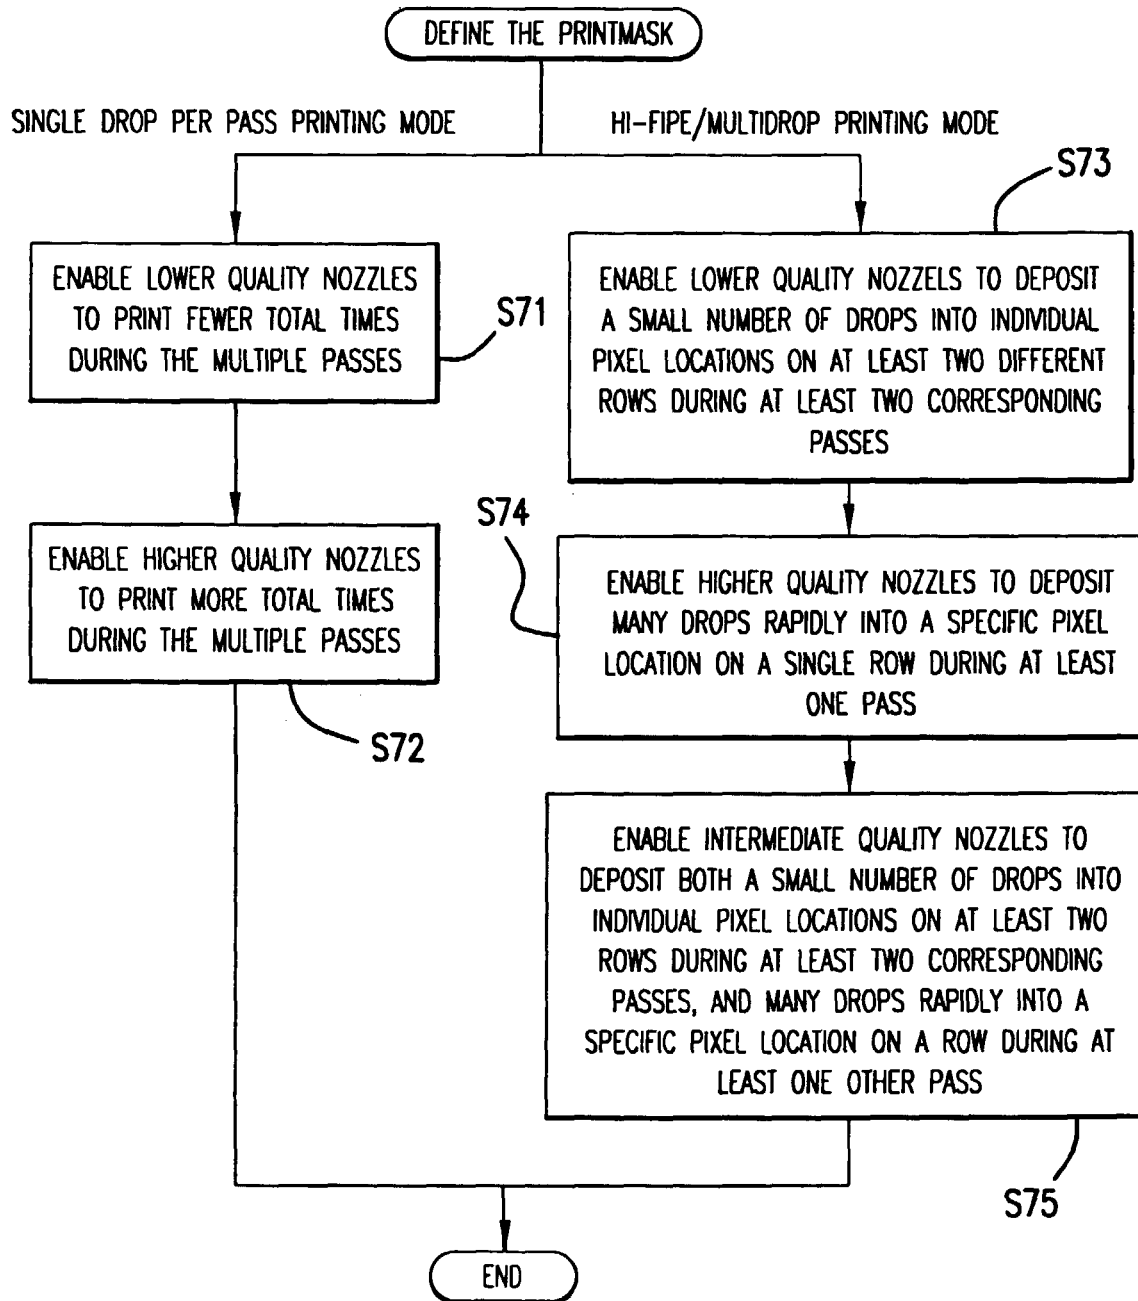 DEFINE THE PRINTMASK
SINGLE DROP PER PASS PRINTING MODE
HI-FIPE/MULTIDROP PRINTING MODE
ENABLE LOWER QUALITY NOZZLES
TO PRINT FEWER TOTAL TIMES
DURING THE MULTIPLE PASSES
S71
ENABLE HIGHER QUALITY NOZZLES
TO PRINT MORE TOTAL TIMES
DURING THE MULTIPLE PASSES
S72
S73
ENABLE LOWER QUALITY NOZZELS TO DEPOSIT
A SMALL NUMBER OF DROPS INTO INDIVIDUAL
PIXEL LOCATIONS ON AT LEAST TWO DIFFERENT
ROWS DURING AT LEAST TWO CORRESPONDING
PASSES
S74
ENABLE HIGHER QUALITY NOZZLES TO DEPOSIT
MANY DROPS RAPIDLY INTO A SPECIFIC PIXEL
LOCATION ON A SINGLE ROW DURING AT LEAST
ONE PASS
ENABLE INTERMEDIATE QUALITY NOZZLES TO
DEPOSIT BOTH A SMALL NUMBER OF DROPS INTO
INDIVIDUAL PIXEL LOCATIONS ON AT LEAST TWO
ROWS DURING AT LEAST TWO CORRESPONDING
PASSES, AND MANY DROPS RAPIDLY INTO A
SPECIFIC PIXEL LOCATION ON A ROW DURING AT
LEAST ONE OTHER PASS
S75
END